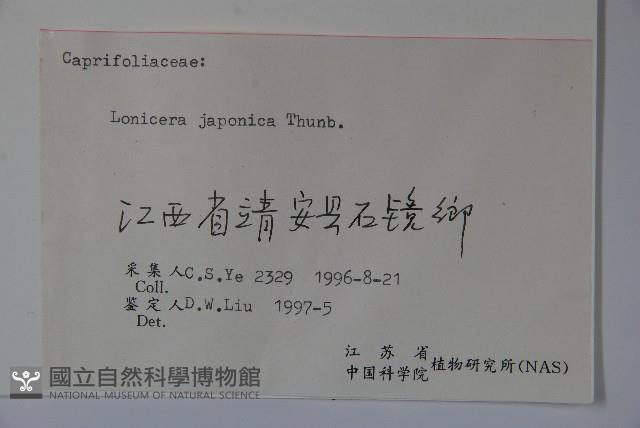 Caprifoliaceae:
Lonicera japonica Thunb.
江西省靖安县石镜鄉
采集人C.S.Ye 2329 1996-8-21
Coll.
鉴定人D.W.Liu 1997-5
Det.
江苏省
中国科学院 植物研究所(NAS)
國立自然科學博物館
NATIONAL MUSEUM OF NATURAL SCIENCE